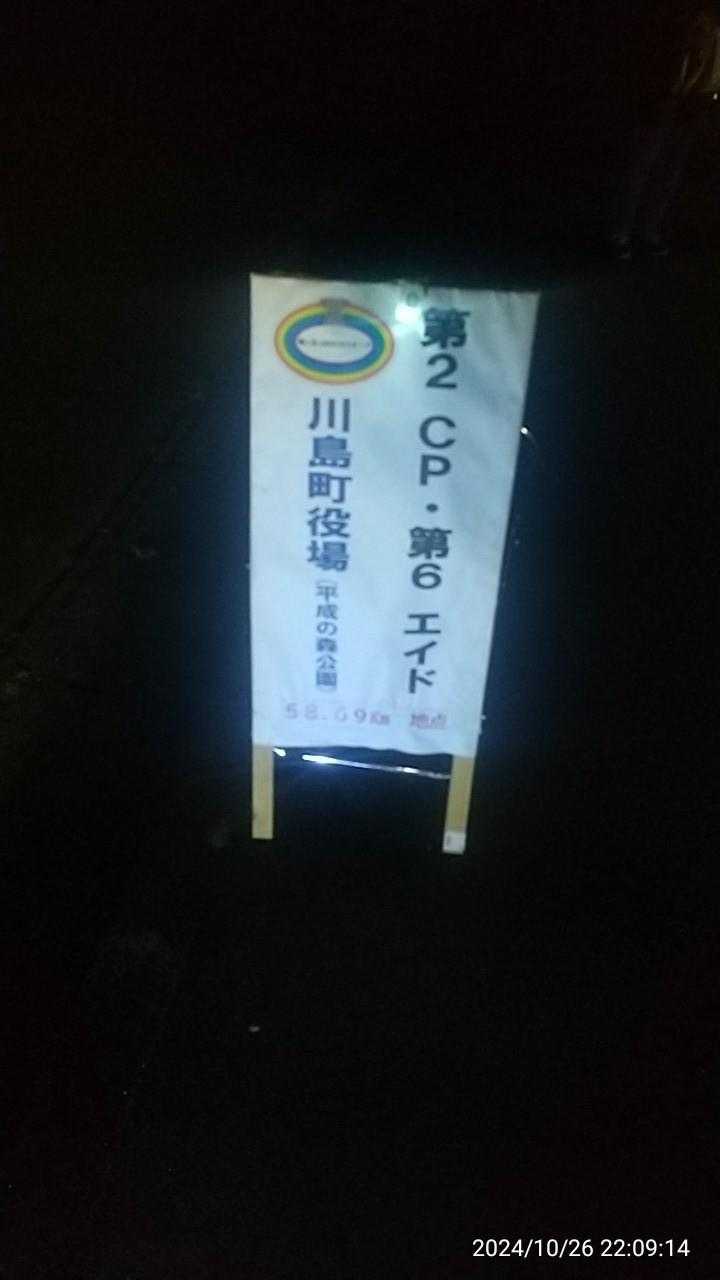 第2 CP・第6 エイド
川島町役場(平成の森公園)
58.69Km 地点
2024/10/26 22:09:14